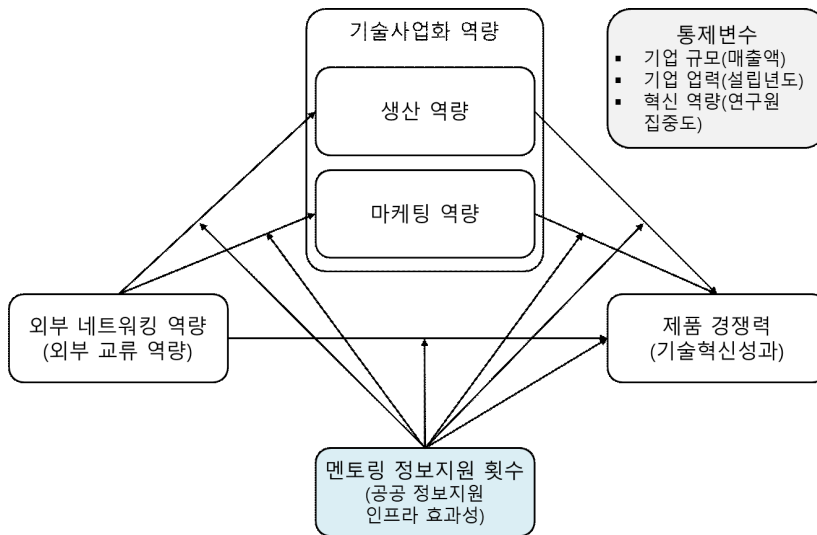 기술사업화 역량
생산 역량
마케팅 역량
통제변수
▪ 기업 규모(매출액)
▪ 기업 업력(설립년도)
▪ 혁신 역량(연구원
집중도)
외부 네트워킹 역량
(외부 교류 역량)
제품 경쟁력
(기술혁신성과)
멘토링 정보지원 횟수
(공공 정보지원
인프라 효과성)